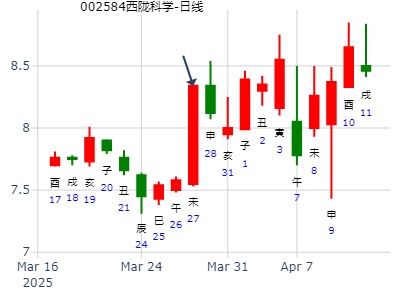 002584西陇科学-日线
8.5
8
7.5
7
酉
17
戌
18
亥
19
子
20
丑
21
辰
24
巳
25
午
26
未
27
申
28
亥
31
子
1
丑
2
寅
3
午
7
未
8
申
9
酉
10
戌
11
Mar 16
2025
Mar 24
Mar 31
Apr 7